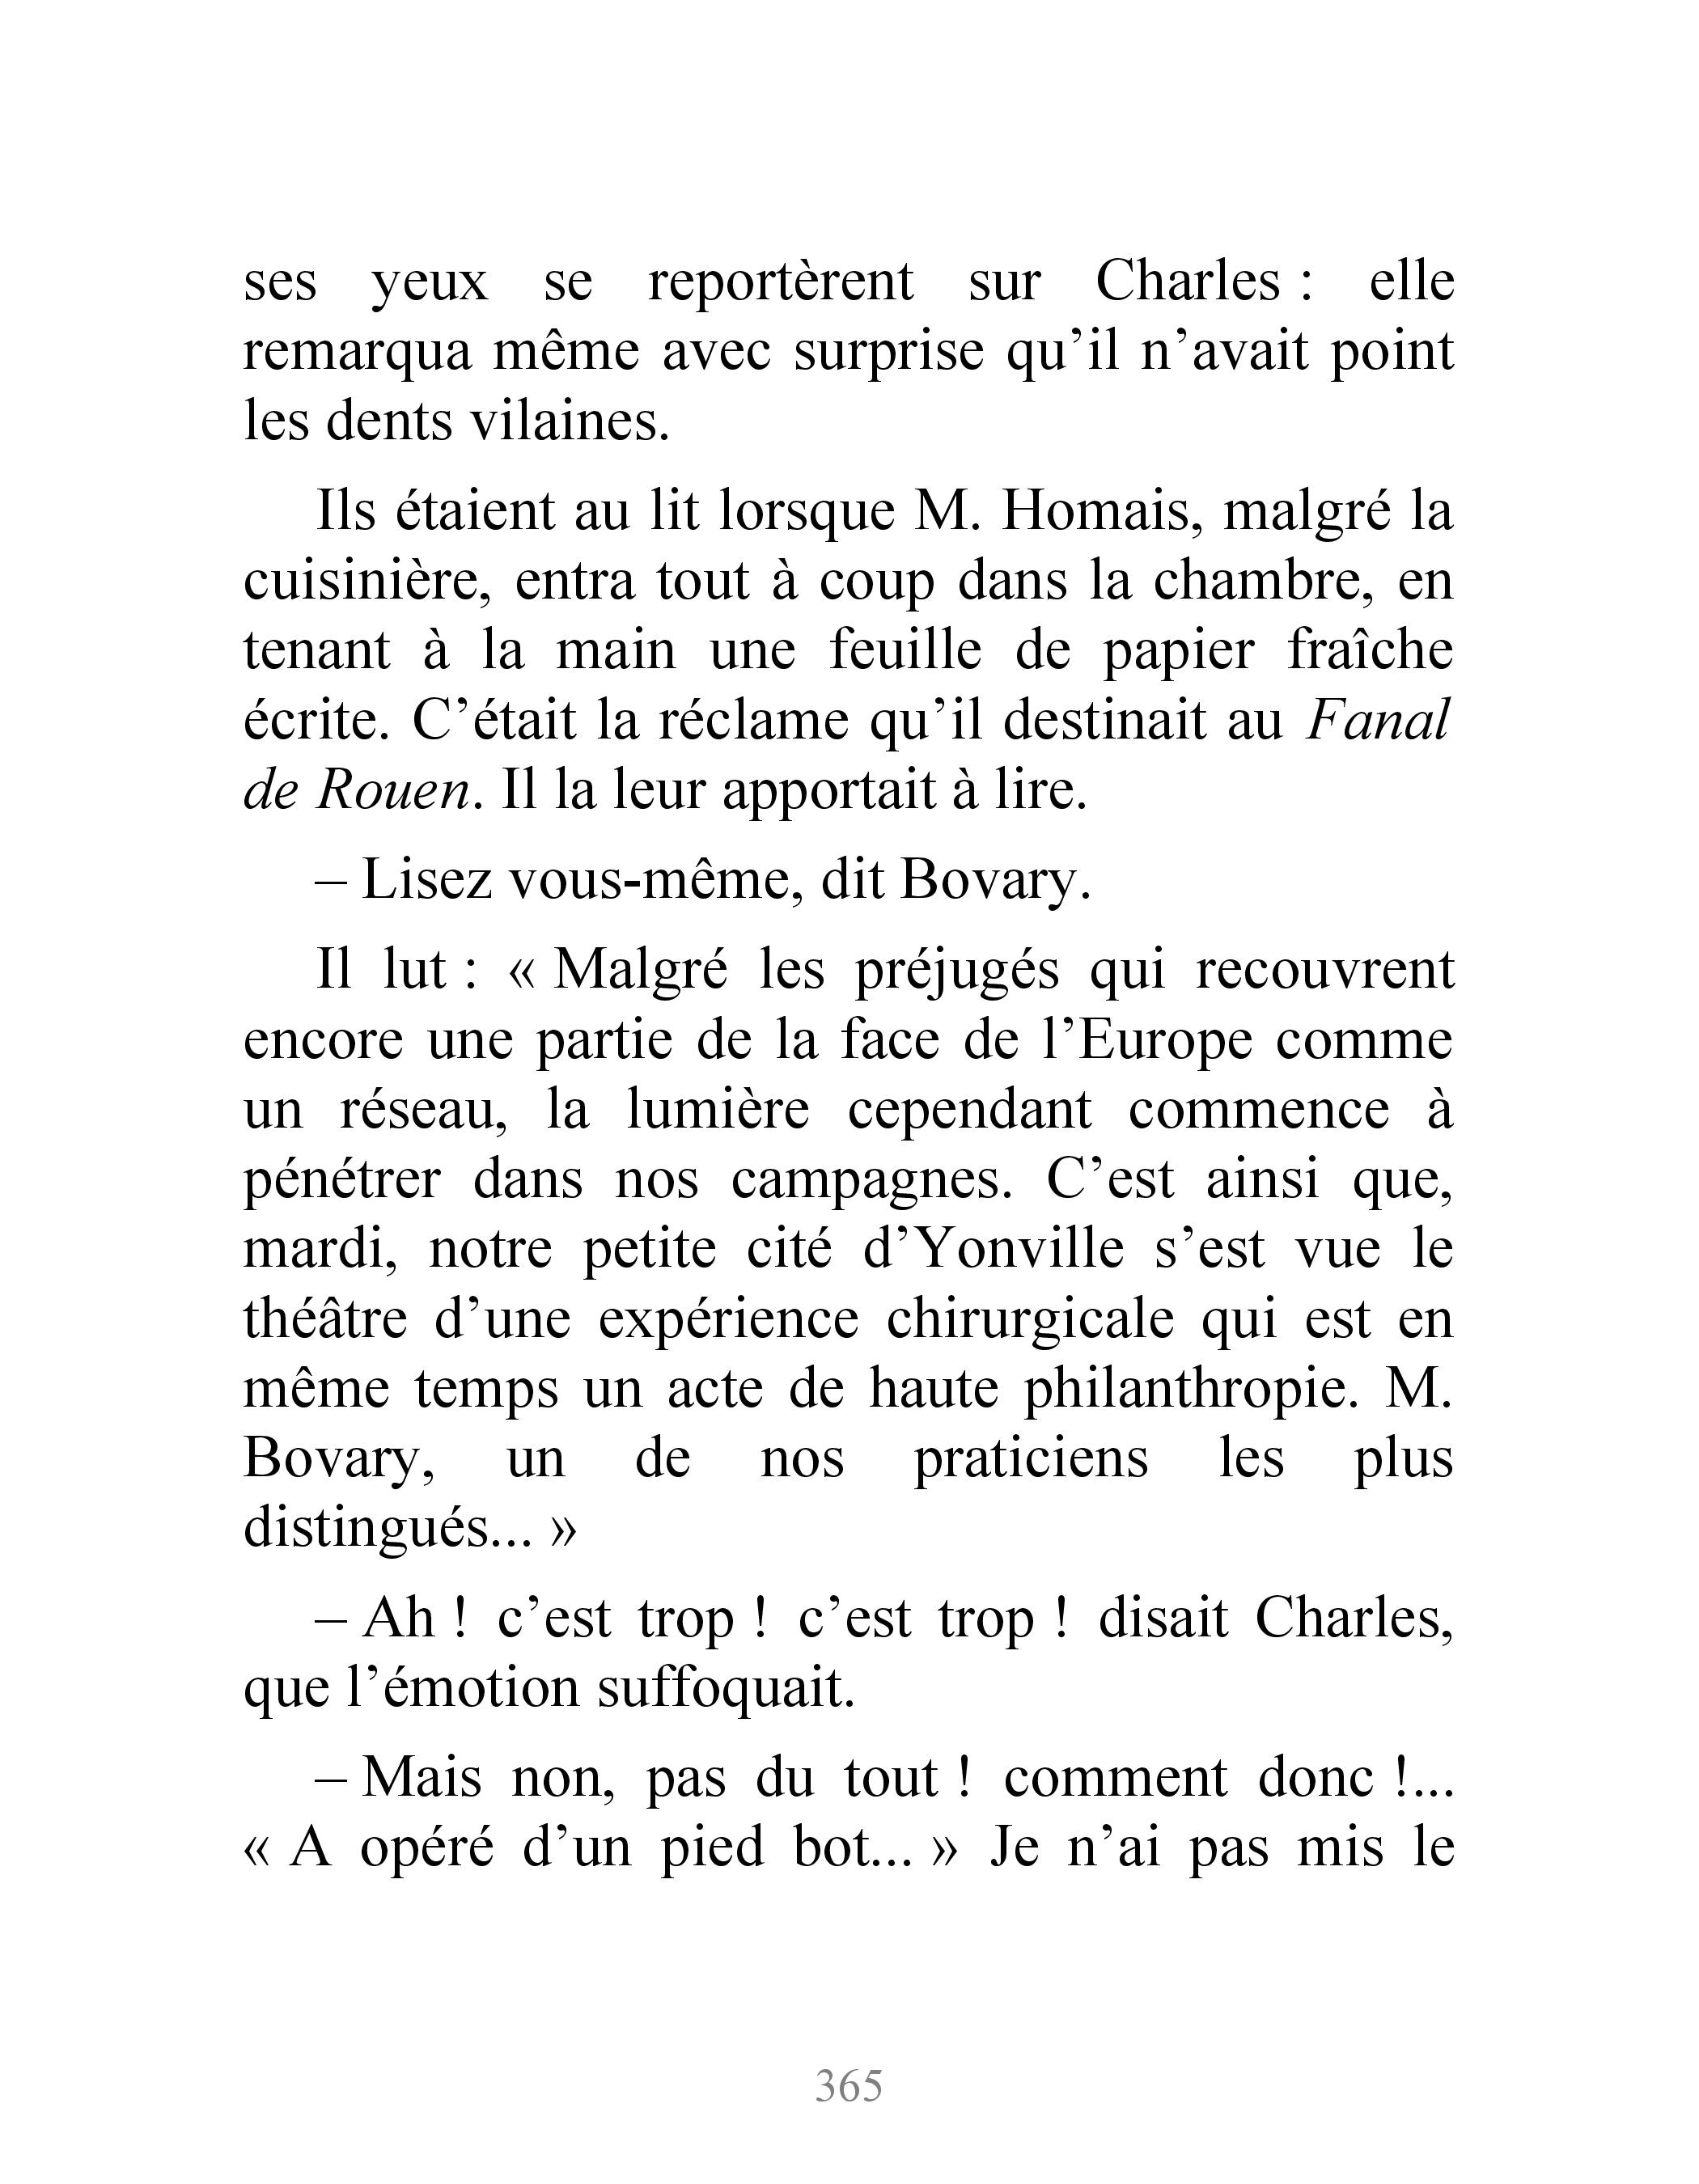 ses yeux se reportèrent sur Charles : elle
remarqua même avec surprise qu’il n’avait point
les dents vilaines.
Ils étaient au lit lorsque M. Homais, malgré la
cuisinière, entra tout à coup dans la chambre, en
tenant à la main une feuille de papier fraîche
écrite. C’était la réclame qu’il destinait au Fanal
de Rouen. Il la leur apportait à lire.
– Lisez vous-même, dit Bovary.
Il lut : « Malgré les préjugés qui recouvrent
encore une partie de la face de l’Europe comme
un réseau, la lumière cependant commence à
pénétrer dans nos campagnes. C’est ainsi que,
mardi, notre petite cité d’Yonville s’est vue le
théâtre d’une expérience chirurgicale qui est en
même temps un acte de haute philanthropie. M.
Bovary, un de nos praticiens les plus
distingués... »
– Ah ! c’est trop ! c’est trop ! disait Charles,
que l’émotion suffoquait.
– Mais non, pas du tout ! comment donc !...
« A opéré d’un pied bot... » Je n’ai pas mis le
365